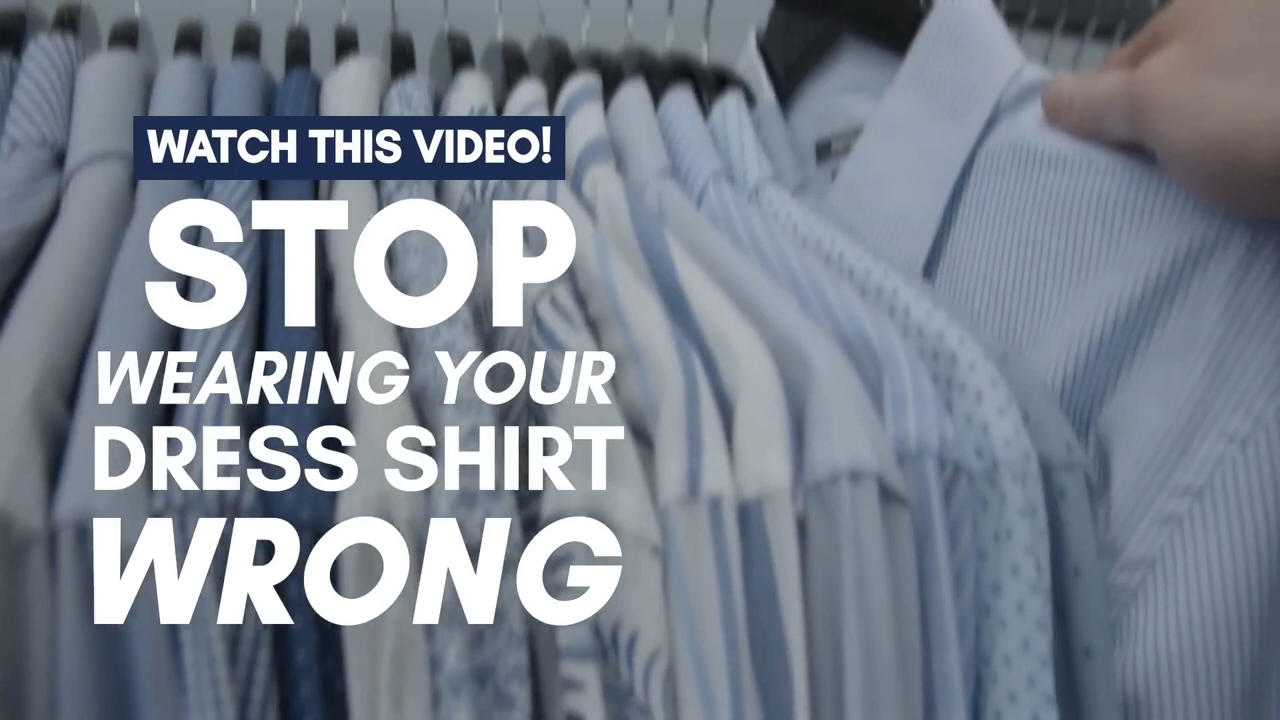 WATCH THIS VIDEO!
STOP
WEARING YOUR
DRESS SHIRT
WRONG